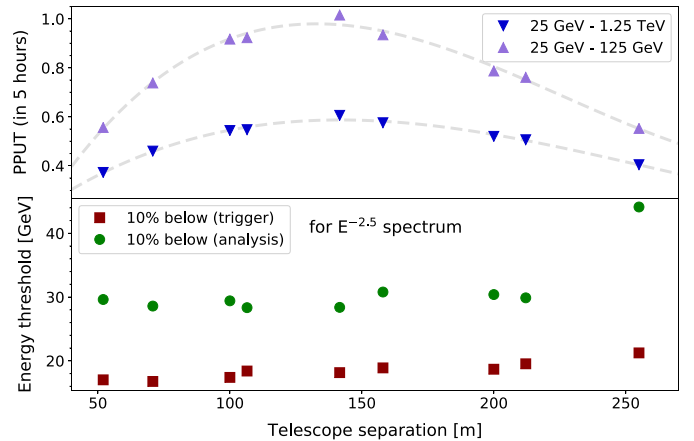 1.0
0.8
0.6
0.4
PPUT (in 5 hours)
25 GeV - 1.25 TeV
25 GeV - 125 GeV
40
30
20
Energy threshold [GeV]
10% below (trigger)
10% below (analysis)
for E⁻²·⁵ spectrum
50 100 150 200 250
Telescope separation [m]